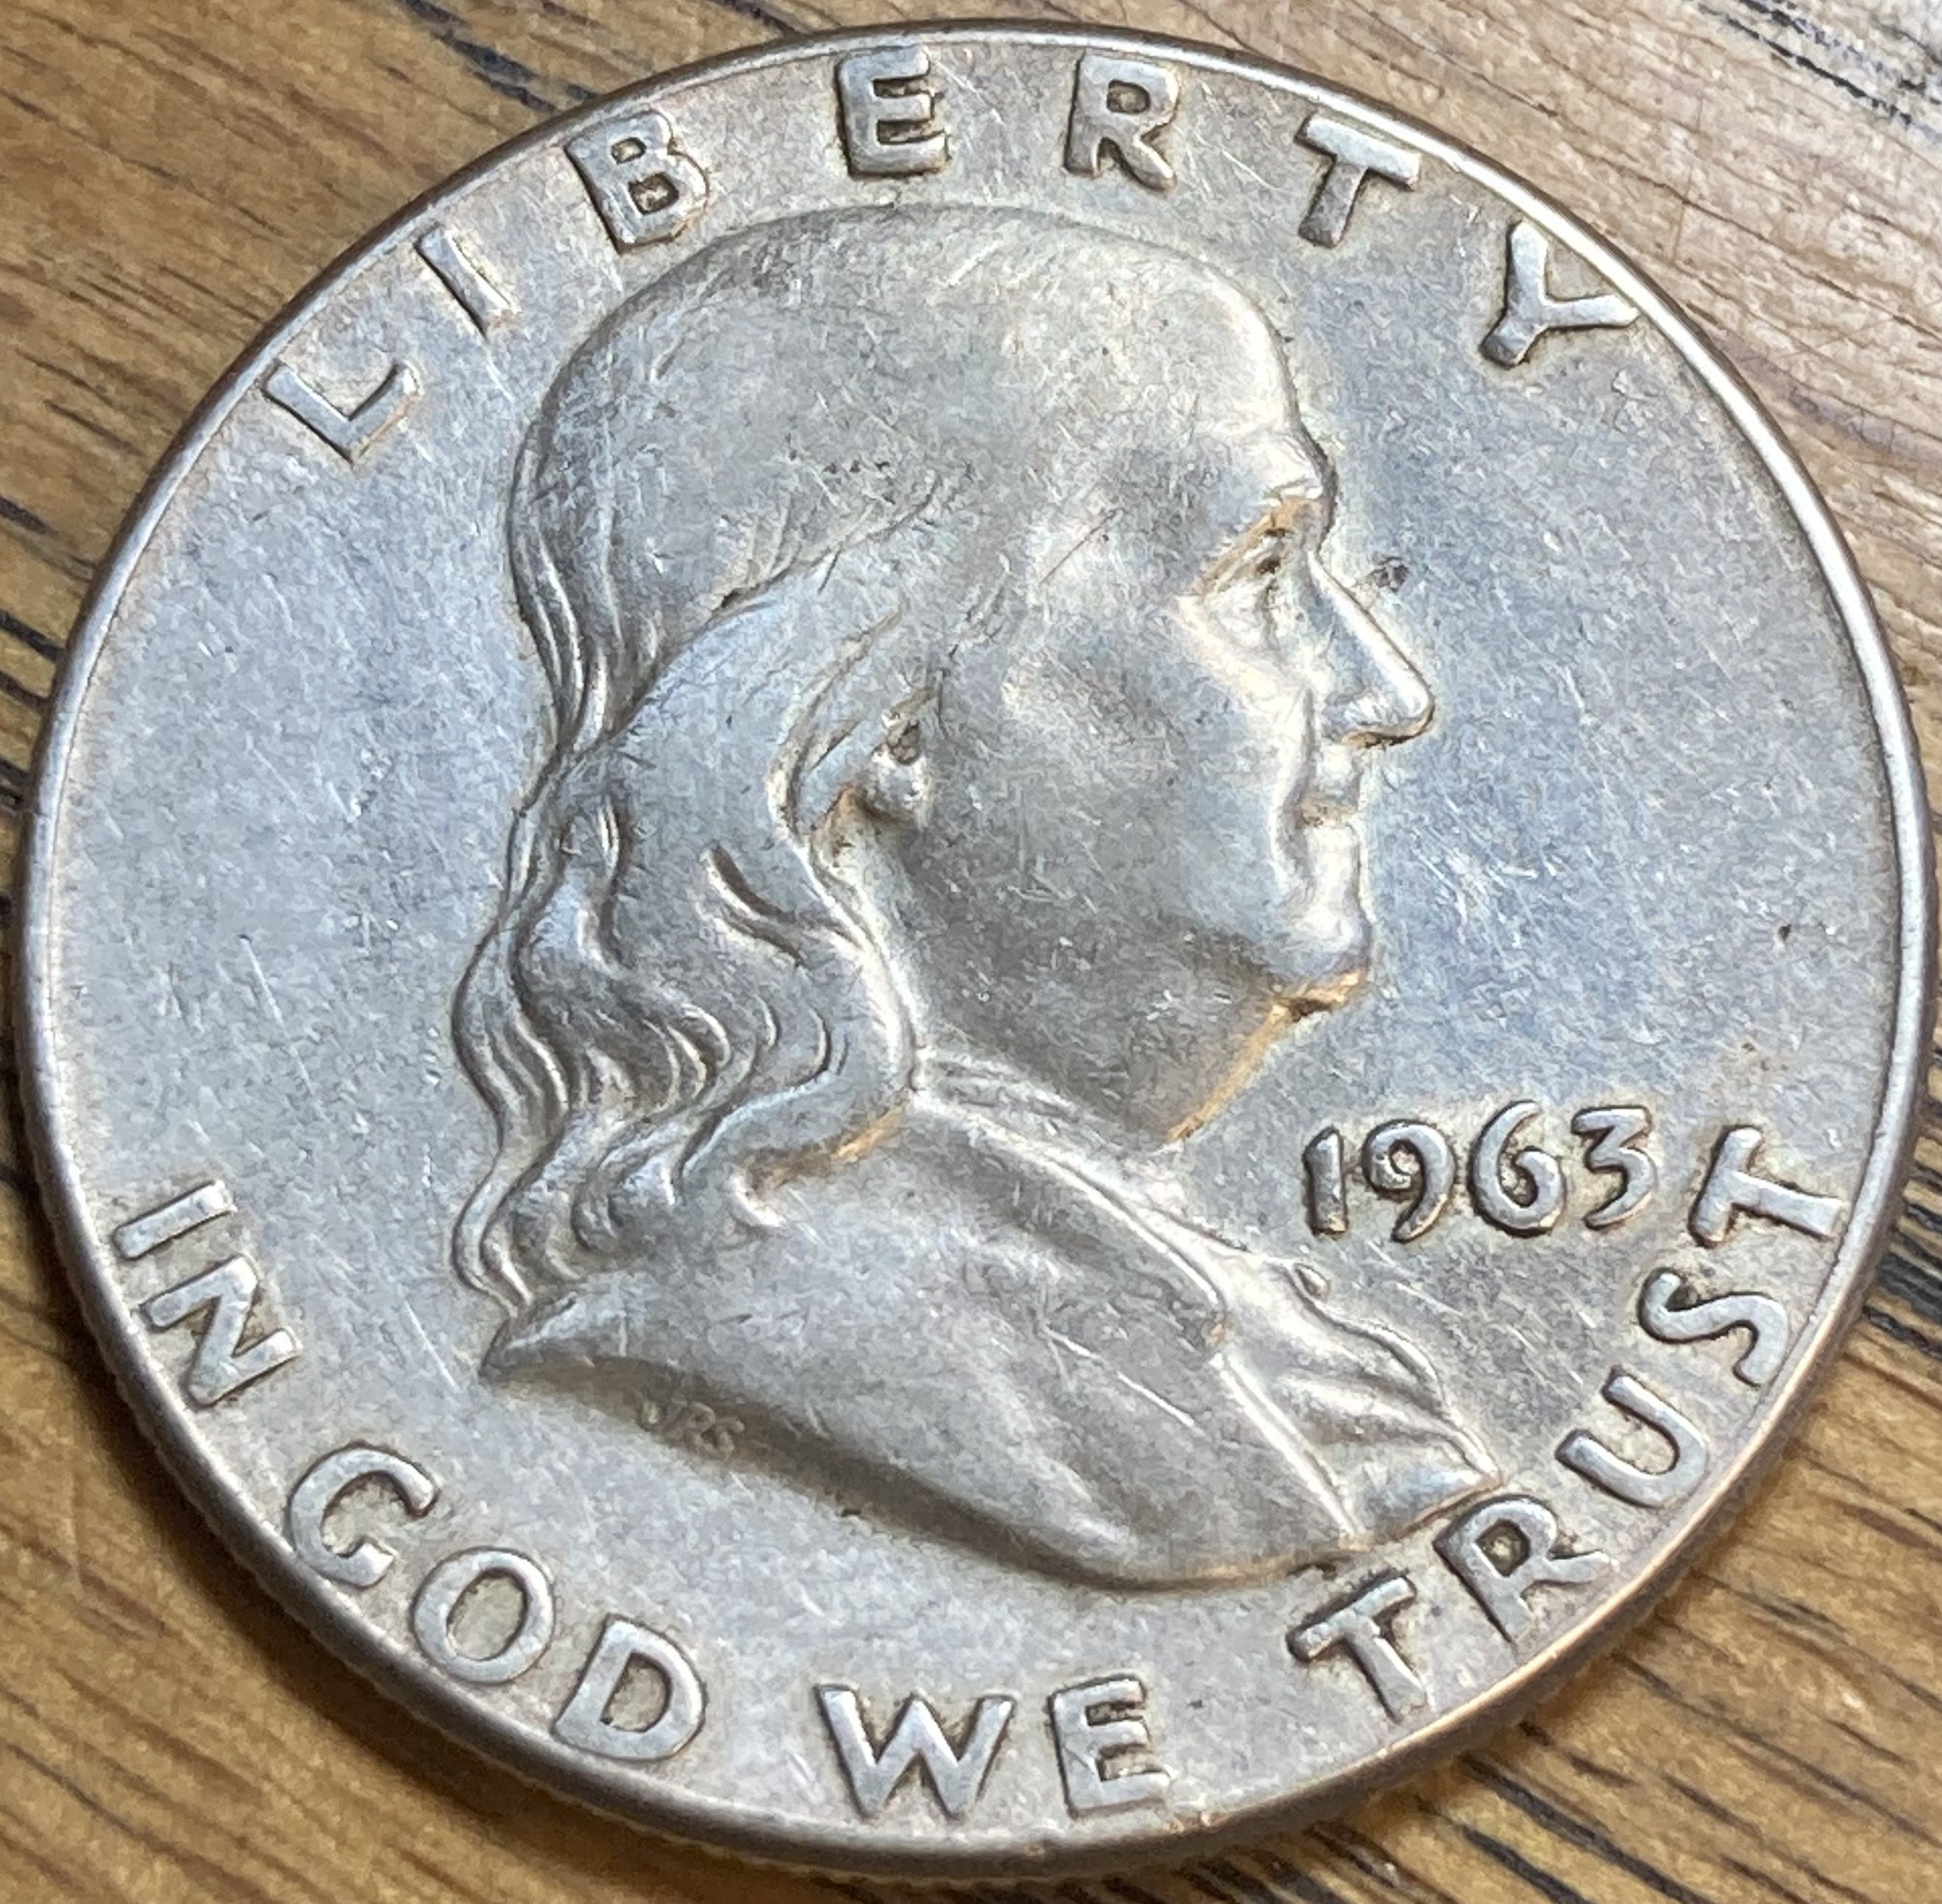 LIBERTY
1963
IN GOD WE TRUST
JRS